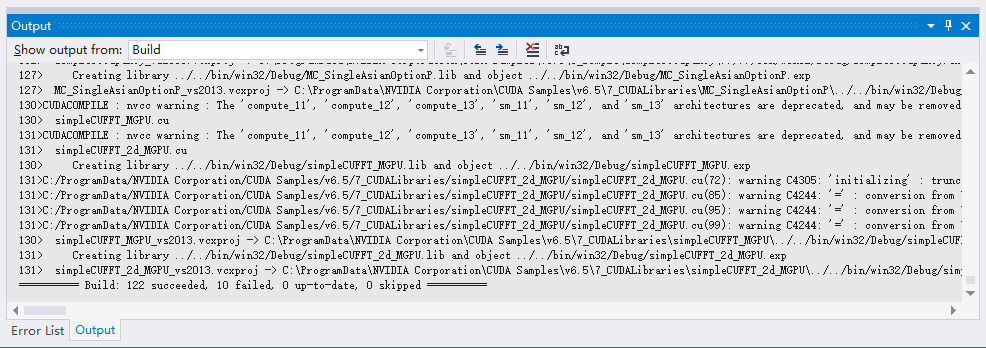 Output
Show output from: Build
127> Creating library ../../bin/win32/Debug/MC_SingleAsianOptionP.lib and object ../../bin/win32/Debug/MC_SingleAsianOptionP.exp
127> MC_SingleAsianOptionP_vs2013.vcxproj -> C:\ProgramData\NVIDIA Corporation\CUDA Samples\v6.5\7_CUDALibraries\MC_SingleAsianOptionP\../../bin/win32/Debug
130>CUDACOMPILE : nvcc warning : The 'compute_11', 'compute_12', 'compute_13', 'sm_11', 'sm_12', and 'sm_13' architectures are deprecated, and may be removed
130> simpleCUFFT_MGPU.cu
131>CUDACOMPILE : nvcc warning : The 'compute_11', 'compute_12', 'compute_13', 'sm_11', 'sm_12', and 'sm_13' architectures are deprecated, and may be removed
131> simpleCUFFT_2d_MGPU.cu
130> Creating library ../../bin/win32/Debug/simpleCUFFT_MGPU.lib and object ../../bin/win32/Debug/simpleCUFFT_MGPU.exp
131>C:/ProgramData/NVIDIA Corporation/CUDA Samples/v6.5/7_CUDALibraries/simpleCUFFT_2d_MGPU/simpleCUFFT_2d_MGPU.cu(72): warning C4305: 'initializing' : trunc
131>C:/ProgramData/NVIDIA Corporation/CUDA Samples/v6.5/7_CUDALibraries/simpleCUFFT_2d_MGPU/simpleCUFFT_2d_MGPU.cu(85): warning C4244: '=' : conversion from
131>C:/ProgramData/NVIDIA Corporation/CUDA Samples/v6.5/7_CUDALibraries/simpleCUFFT_2d_MGPU/simpleCUFFT_2d_MGPU.cu(95): warning C4244: '=' : conversion from
131>C:/ProgramData/NVIDIA Corporation/CUDA Samples/v6.5/7_CUDALibraries/simpleCUFFT_2d_MGPU/simpleCUFFT_2d_MGPU.cu(99): warning C4244: '=' : conversion from
130> simpleCUFFT_MGPU_vs2013.vcxproj -> C:\ProgramData\NVIDIA Corporation\CUDA Samples\v6.5\7_CUDALibraries\simpleCUFFT_MGPU\../../bin/win32/Debug/simpleCUFF
131> Creating library ../../bin/win32/Debug/simpleCUFFT_2d_MGPU.lib and object ../../bin/win32/Debug/simpleCUFFT_2d_MGPU.exp
131> simpleCUFFT_2d_MGPU_vs2013.vcxproj -> C:\ProgramData\NVIDIA Corporation\CUDA Samples\v6.5\7_CUDALibraries\simpleCUFFT_2d_MGPU\../../bin/win32/Debug/simp
========== Build: 122 succeeded, 10 failed, 0 up-to-date, 0 skipped ==========
Error List Output